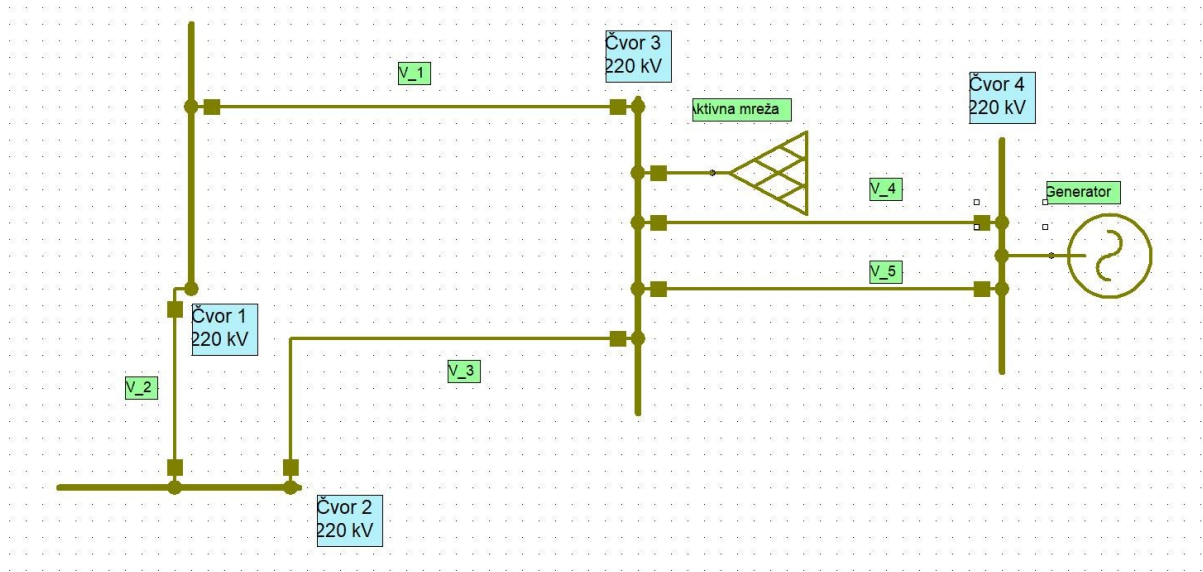 V_1
Čvor 3
220 kV
Aktivna mreža
Čvor 4
220 kV
V_4
Generator
V_5
Čvor 1
220 kV
V_3
V_2
Čvor 2
220 kV